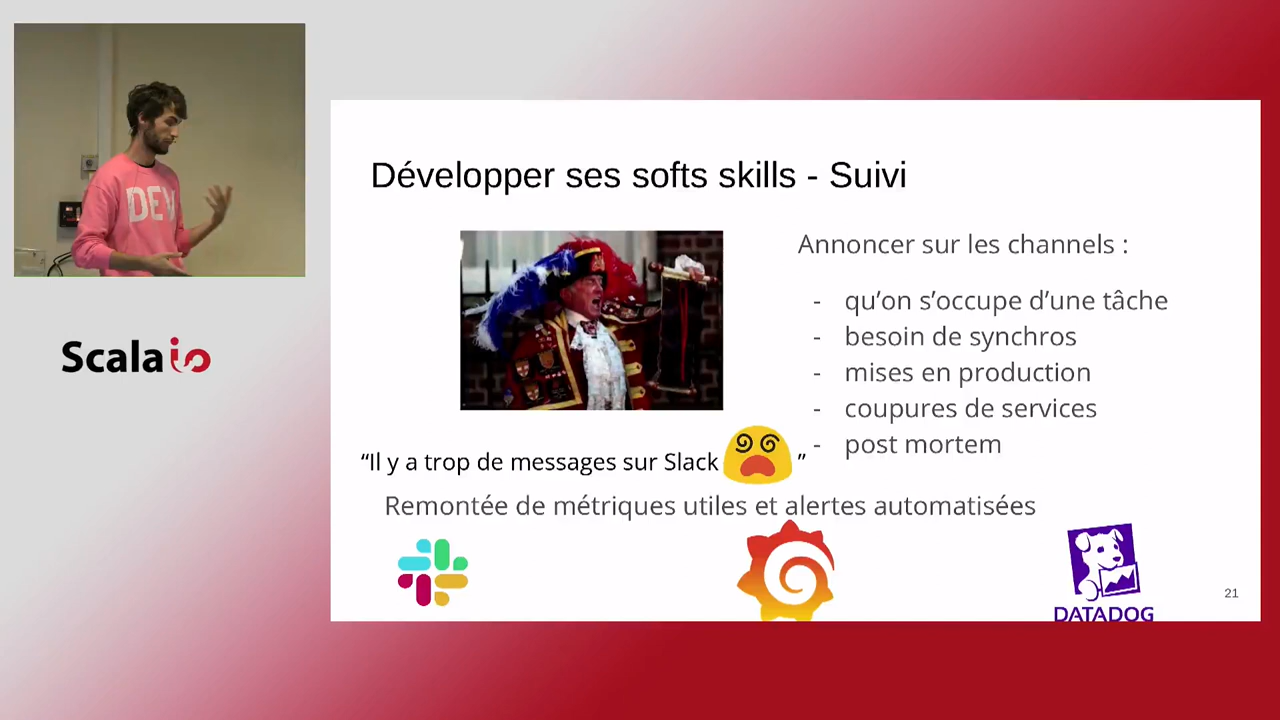 DEV
Scala
Développer ses softs skills - Suivi
Annoncer sur les channels :
- qu’on s’occupe d’une tâche
- besoin de synchros
- mises en production
- coupures de services
- post mortem
“Il y a trop de messages sur Slack ”
Remontée de métriques utiles et alertes automatisées
DATADOG
21